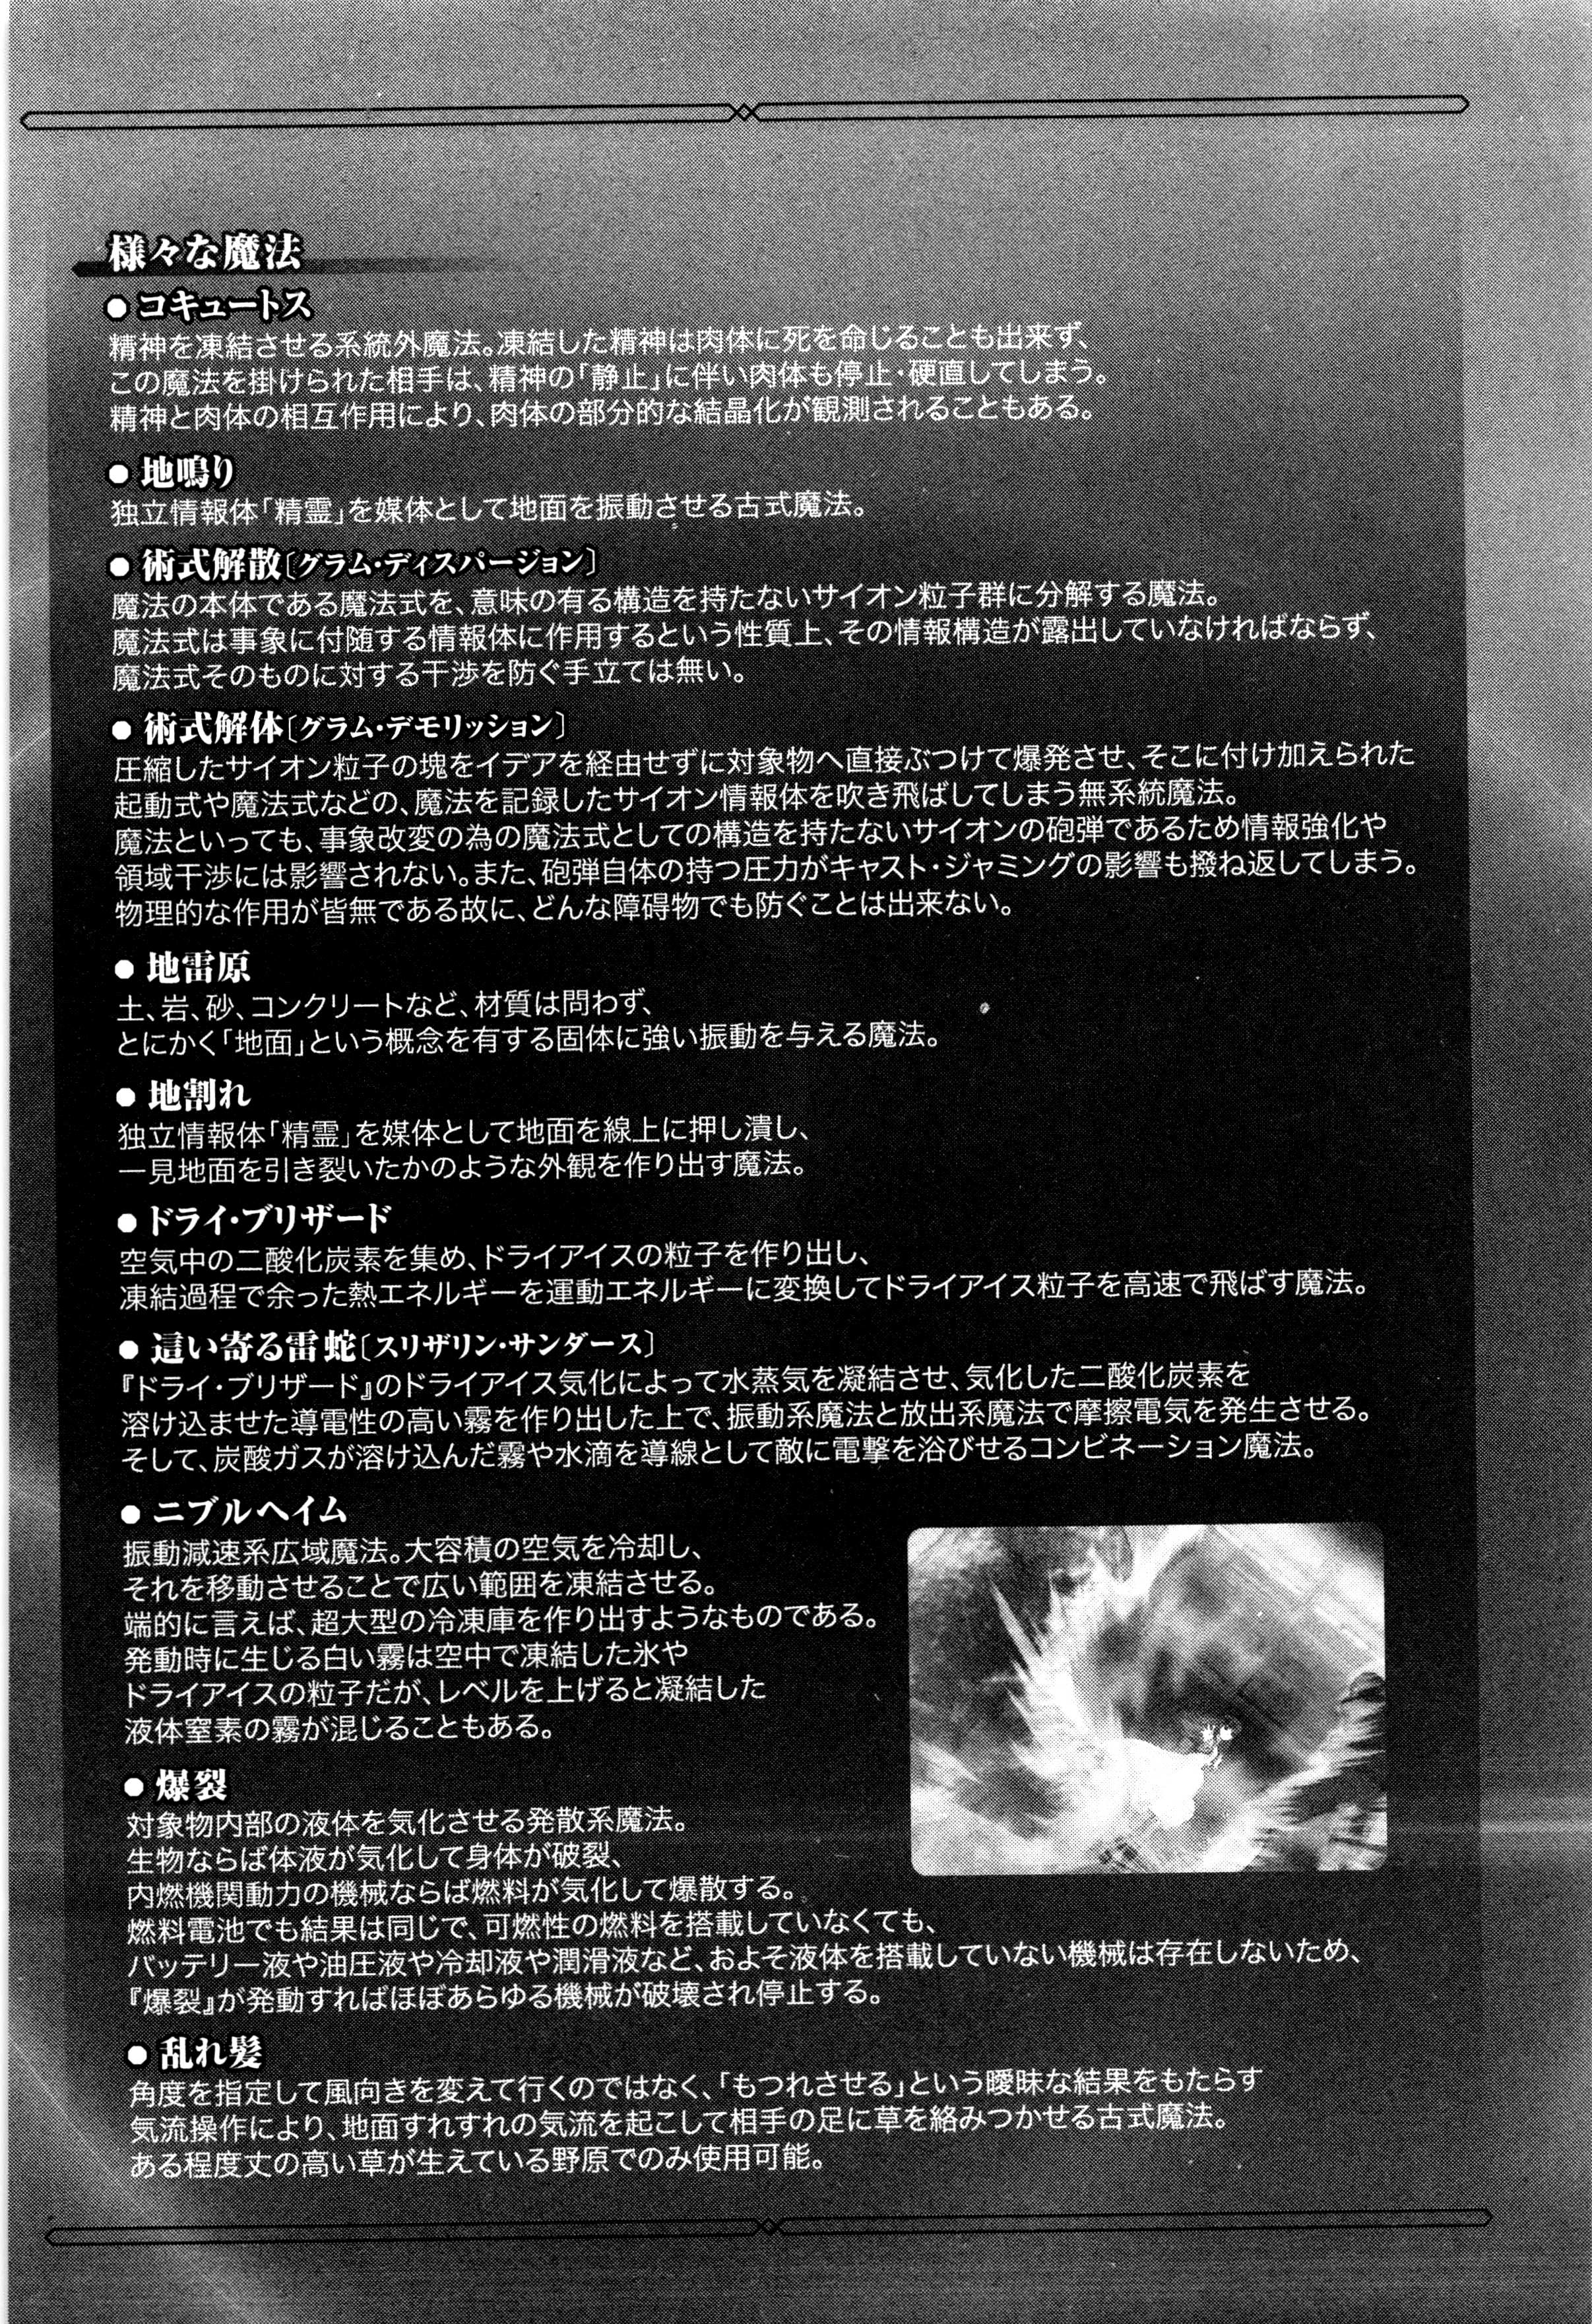 様々な魔法
● コキュートス
精神を凍結させる系統外魔法。凍結した精神は肉体に死を命じることも出来ず、
この魔法を掛けられた相手は、精神の「静止」に伴い肉体も停止・硬直してしまう。
精神と肉体の相互作用により、肉体の部分的な結晶化が観測されることもある。
● 地鳴り
独立情報体「精霊」を媒体として地面を振動させる古式魔法。
● 術式解散〔グラム・ディスパージョン〕
魔法の本体である魔法式を、意味の有る構造を持たないサイオン粒子群に分解する魔法。
魔法式は事象に付随する情報体に作用するという性質上、その情報構造が露出していなければならず、
魔法式そのものに対する干渉を防ぐ手立ては無い。
● 術式解体〔グラム・デモリッション〕
圧縮したサイオン粒子の塊をイデアを経由せずに対象物へ直接ぶつけて爆発させ、そこに付け加えられた
起動式や魔法式などの、魔法を記録したサイオン情報体を吹き飛ばしてしまう無系統魔法。
魔法といっても、事象改変の為の魔法式としての構造を持たないサイオンの砲弾であるため情報強化や
領域干渉には影響されない。また、砲弾自体の持つ圧力がキャスト・ジャミングの影響も撥ね返してしまう。
物理的な作用が皆無である故に、どんな障碍物でも防ぐことは出来ない。
● 地雷原
土、岩、砂、コンクリートなど、材質は問わず、
とにかく「地面」という概念を有する固体に強い振動を与える魔法。
● 地割れ
独立情報体「精霊」を媒体として地面を線上に押し潰し、
一見地面を引き裂いたかのような外観を作り出す魔法。
● ドライ・ブリザード
空気中の二酸化炭素を集め、ドライアイスの粒子を作り出し、
凍結過程で余った熱エネルギーを運動エネルギーに変換してドライアイス粒子を高速で飛ばす魔法。
● 這い寄る雷蛇〔スリザリン・サンダース〕
『ドライ・ブリザード』のドライアイス気化によって水蒸気を凝結させ、気化した二酸化炭素を
溶け込ませた導電性の高い霧を作り出した上で、振動系魔法と放出系魔法で摩擦電気を発生させる。
そして、炭酸ガスが溶け込んだ霧や水滴を導線として敵に電撃を浴びせるコンビネーション魔法。
● ニブルヘイム
振動減速系広域魔法。大容積の空気を冷却し、
それを移動させることで広い範囲を凍結させる。
端的に言えば、超大型の冷凍庫を作り出すようなものである。
発動時に生じる白い霧は空中で凍結した氷や
ドライアイスの粒子だが、レベルを上げると凝結した
液体窒素の霧が混じることもある。
● 爆裂
対象物内部の液体を気化させる発散系魔法。
生物ならば体液が気化して身体が破裂、
内燃機関動力の機械ならば燃料が気化して爆散する。
燃料電池でも結果は同じで、可燃性の燃料を搭載していなくても、
バッテリー液や油圧液や冷却液や潤滑液など、およそ液体を搭載していない機械は存在しないため、
『爆裂』が発動すればほぼあらゆる機械が破壊され停止する。
● 乱れ髪
角度を指定して風向きを変えて行くのではなく、「もつれさせる」という曖昧な結果をもたらす
気流操作により、地面すれすれの気流を起こして相手の足に草を絡みつかせる古式魔法。
ある程度丈の高い草が生えている野原でのみ使用可能。